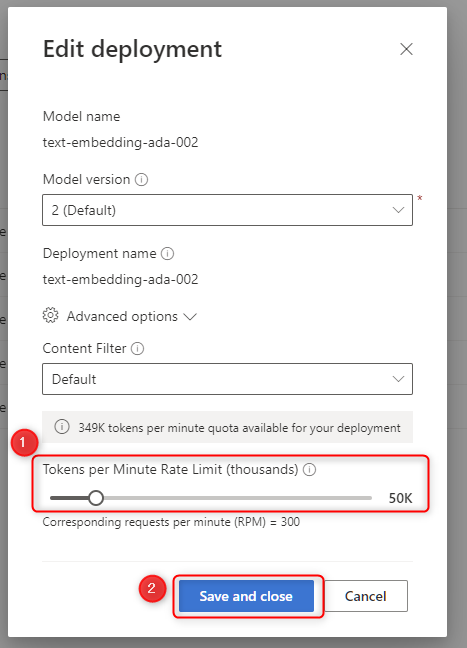 Edit deployment
Model name
text-embedding-ada-002
Model version
2 (Default)
*
Deployment name
text-embedding-ada-002
Advanced options
Content Filter
Default
349K tokens per minute quota available for your deployment
1
Tokens per Minute Rate Limit (thousands)
50K
Corresponding requests per minute (RPM) = 300
2
Save and close
Cancel